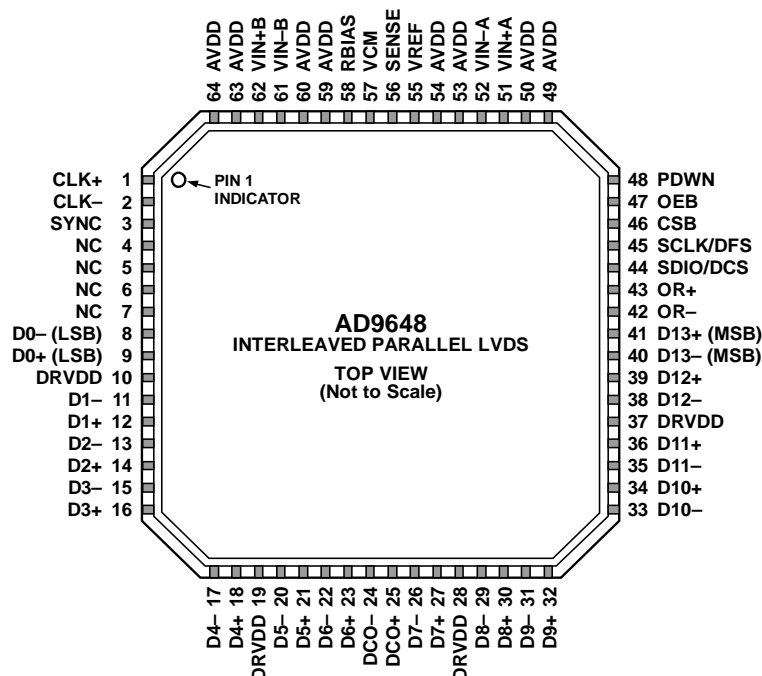 64 AVDD
63 AVDD
62 VIN+B
61 VIN–B
60 AVDD
59 AVDD
58 RBIAS
57 VCM
56 SENSE
55 VREF
54 AVDD
53 AVDD
52 VIN–A
51 VIN+A
50 AVDD
49 AVDD
CLK+ 1
CLK– 2
SYNC 3
NC 4
NC 5
NC 6
NC 7
D0– (LSB) 8
D0+ (LSB) 9
DRVDD 10
D1– 11
D1+ 12
D2– 13
D2+ 14
D3– 15
D3+ 16
PIN 1
INDICATOR
AD9648
INTERLEAVED PARALLEL LVDS
TOP VIEW
(Not to Scale)
48 PDWN
47 OEB
46 CSB
45 SCLK/DFS
44 SDIO/DCS
43 OR+
42 OR–
41 D13+ (MSB)
40 D13– (MSB)
39 D12+
38 D12–
37 DRVDD
36 D11+
35 D11–
34 D10+
33 D10–
D4– 17
D4+ 18
DRVDD 19
D5– 20
D5+ 21
D6– 22
D6+ 23
DCO– 24
DCO+ 25
D7– 26
D7+ 27
DRVDD 28
D8– 29
D8+ 30
D9– 31
D9+ 32